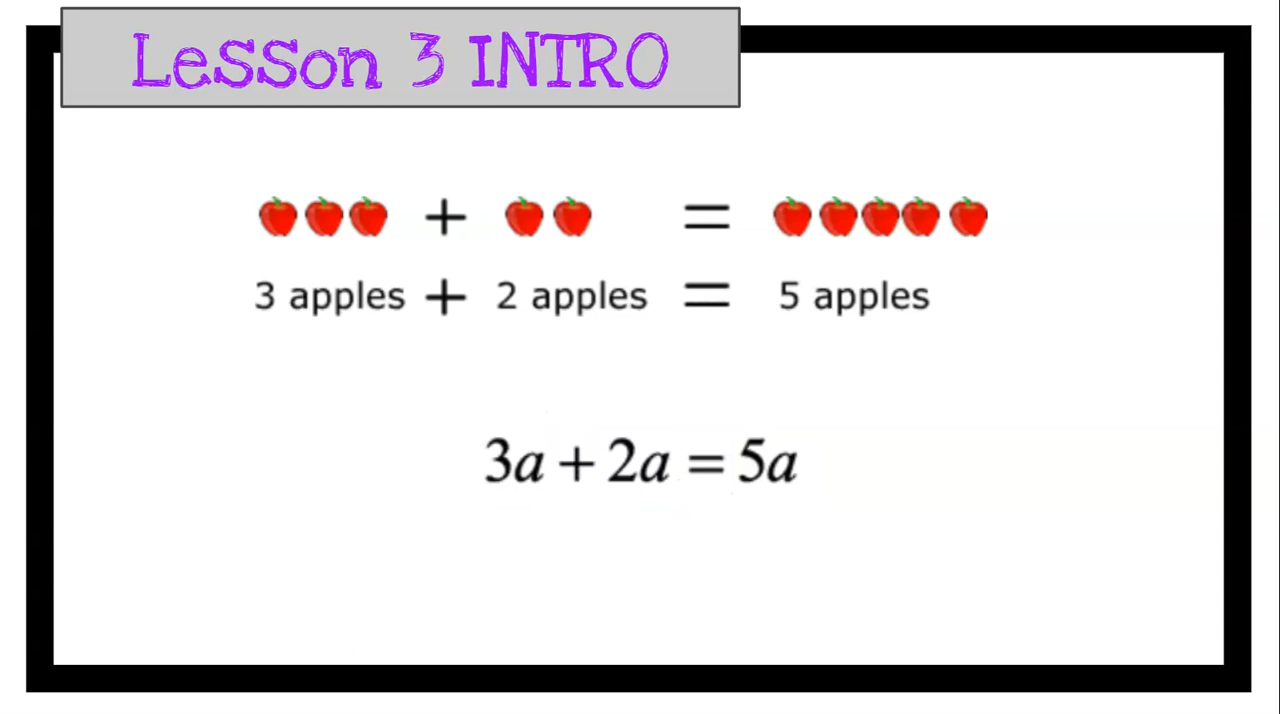 Lesson 3 INTRO
+ =
3 apples + 2 apples = 5 apples
3a + 2a = 5a